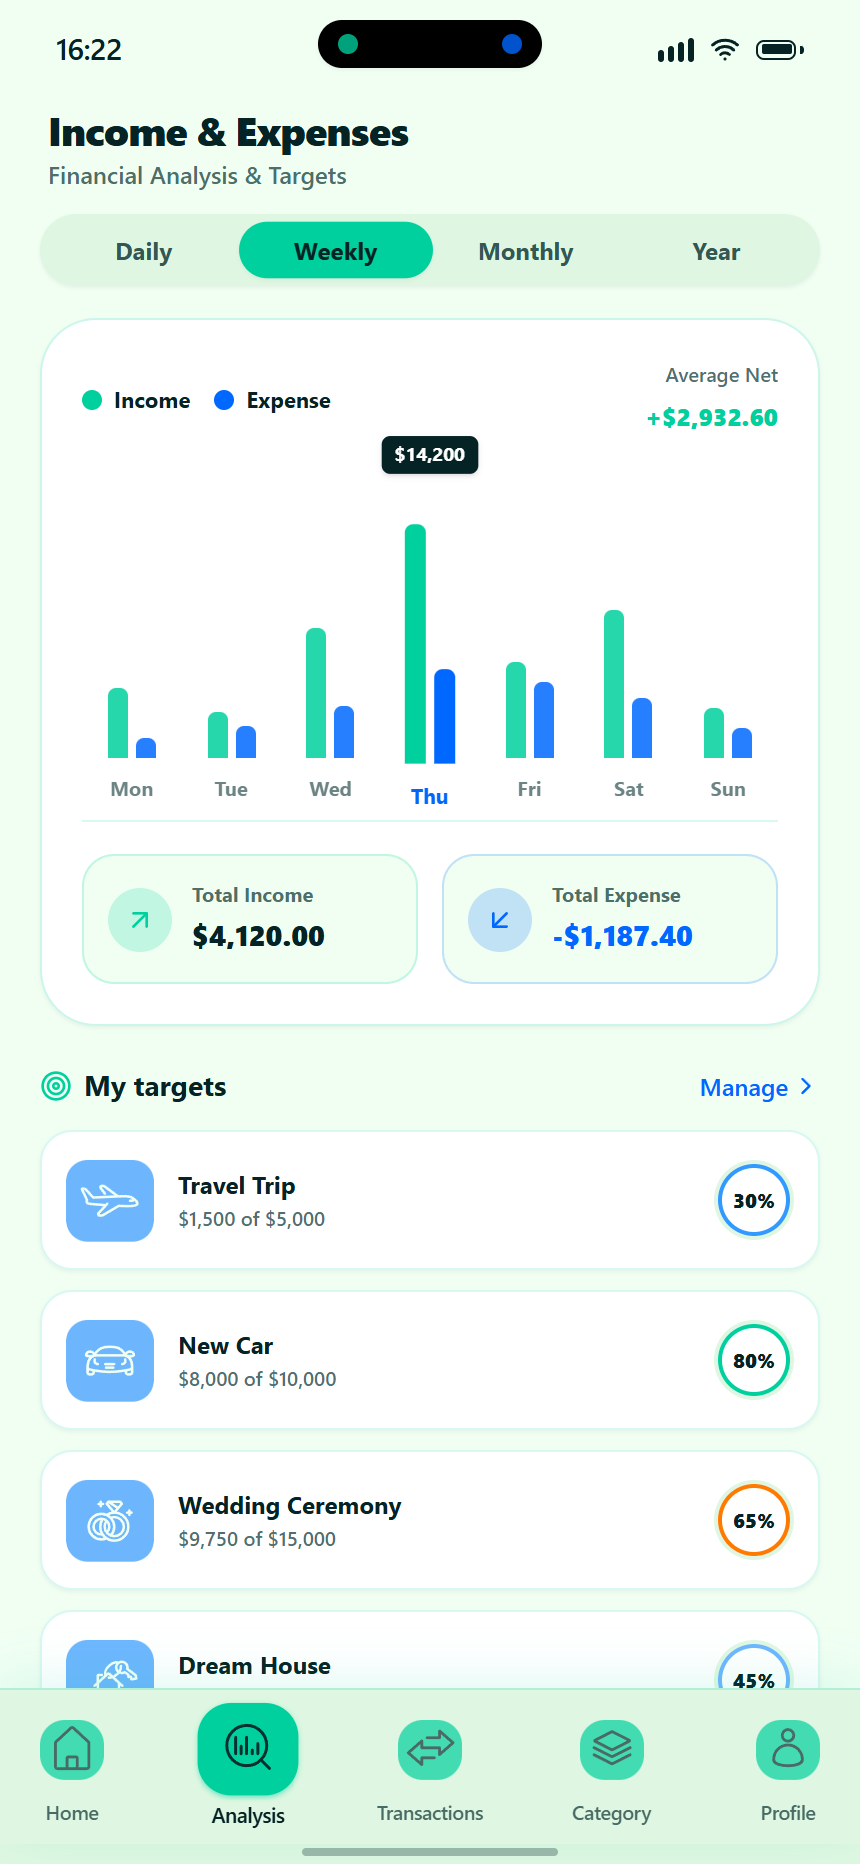 16:22
Income & Expenses
Financial Analysis & Targets
Daily Weekly Monthly Year
Average Net
Income Expense
+$2,932.60
$14,200
Mon Tue Wed Thu Fri Sat Sun
Total Income
$4,120.00
Total Expense
-$1,187.40
My targets
Manage
Travel Trip
$1,500 of $5,000
30%
New Car
$8,000 of $10,000
80%
Wedding Ceremony
$9,750 of $15,000
65%
Dream House
45%
Home Analysis Transactions Category Profile